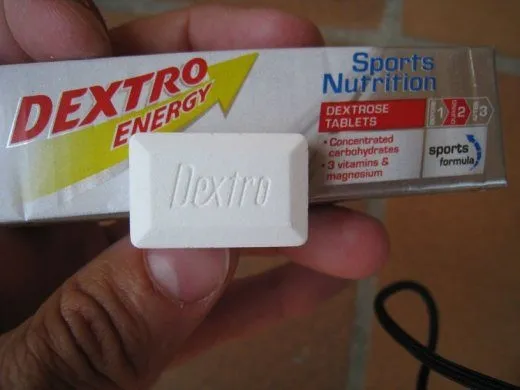 DEXTRO
ENERGY
Sports
Nutrition
DEXTROSE
TABLETS
1 2 3
• Concentrated
carbohydrates
• 3 vitamins &
magnesium
sports
formula
Dextro